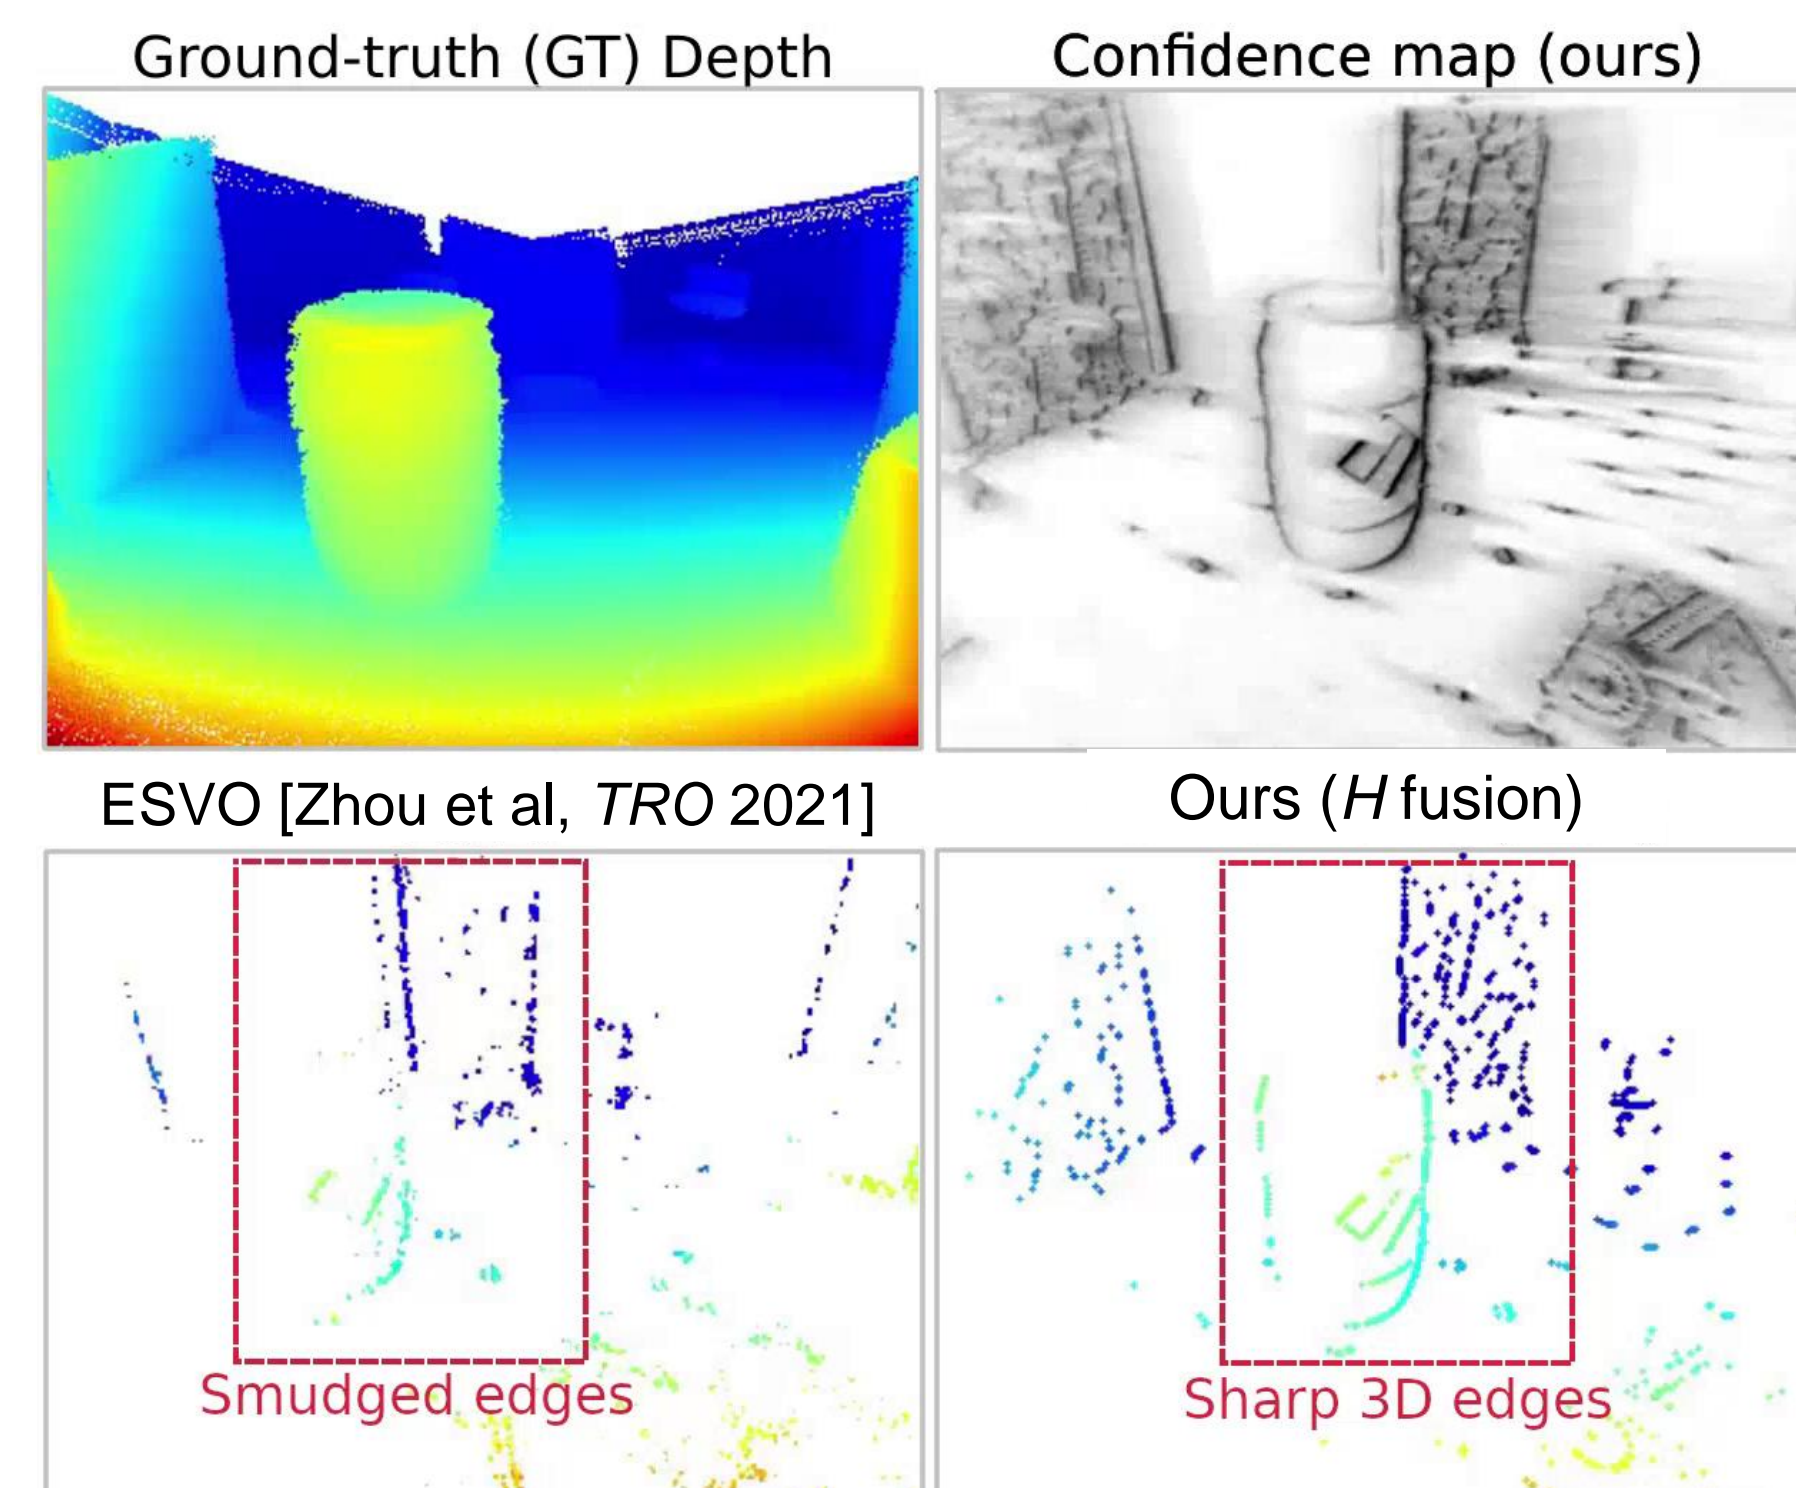 Ground-truth (GT) Depth
Confidence map (ours)
ESVO [Zhou et al, TRO 2021]
Ours (H fusion)
Smudged edges
Sharp 3D edges